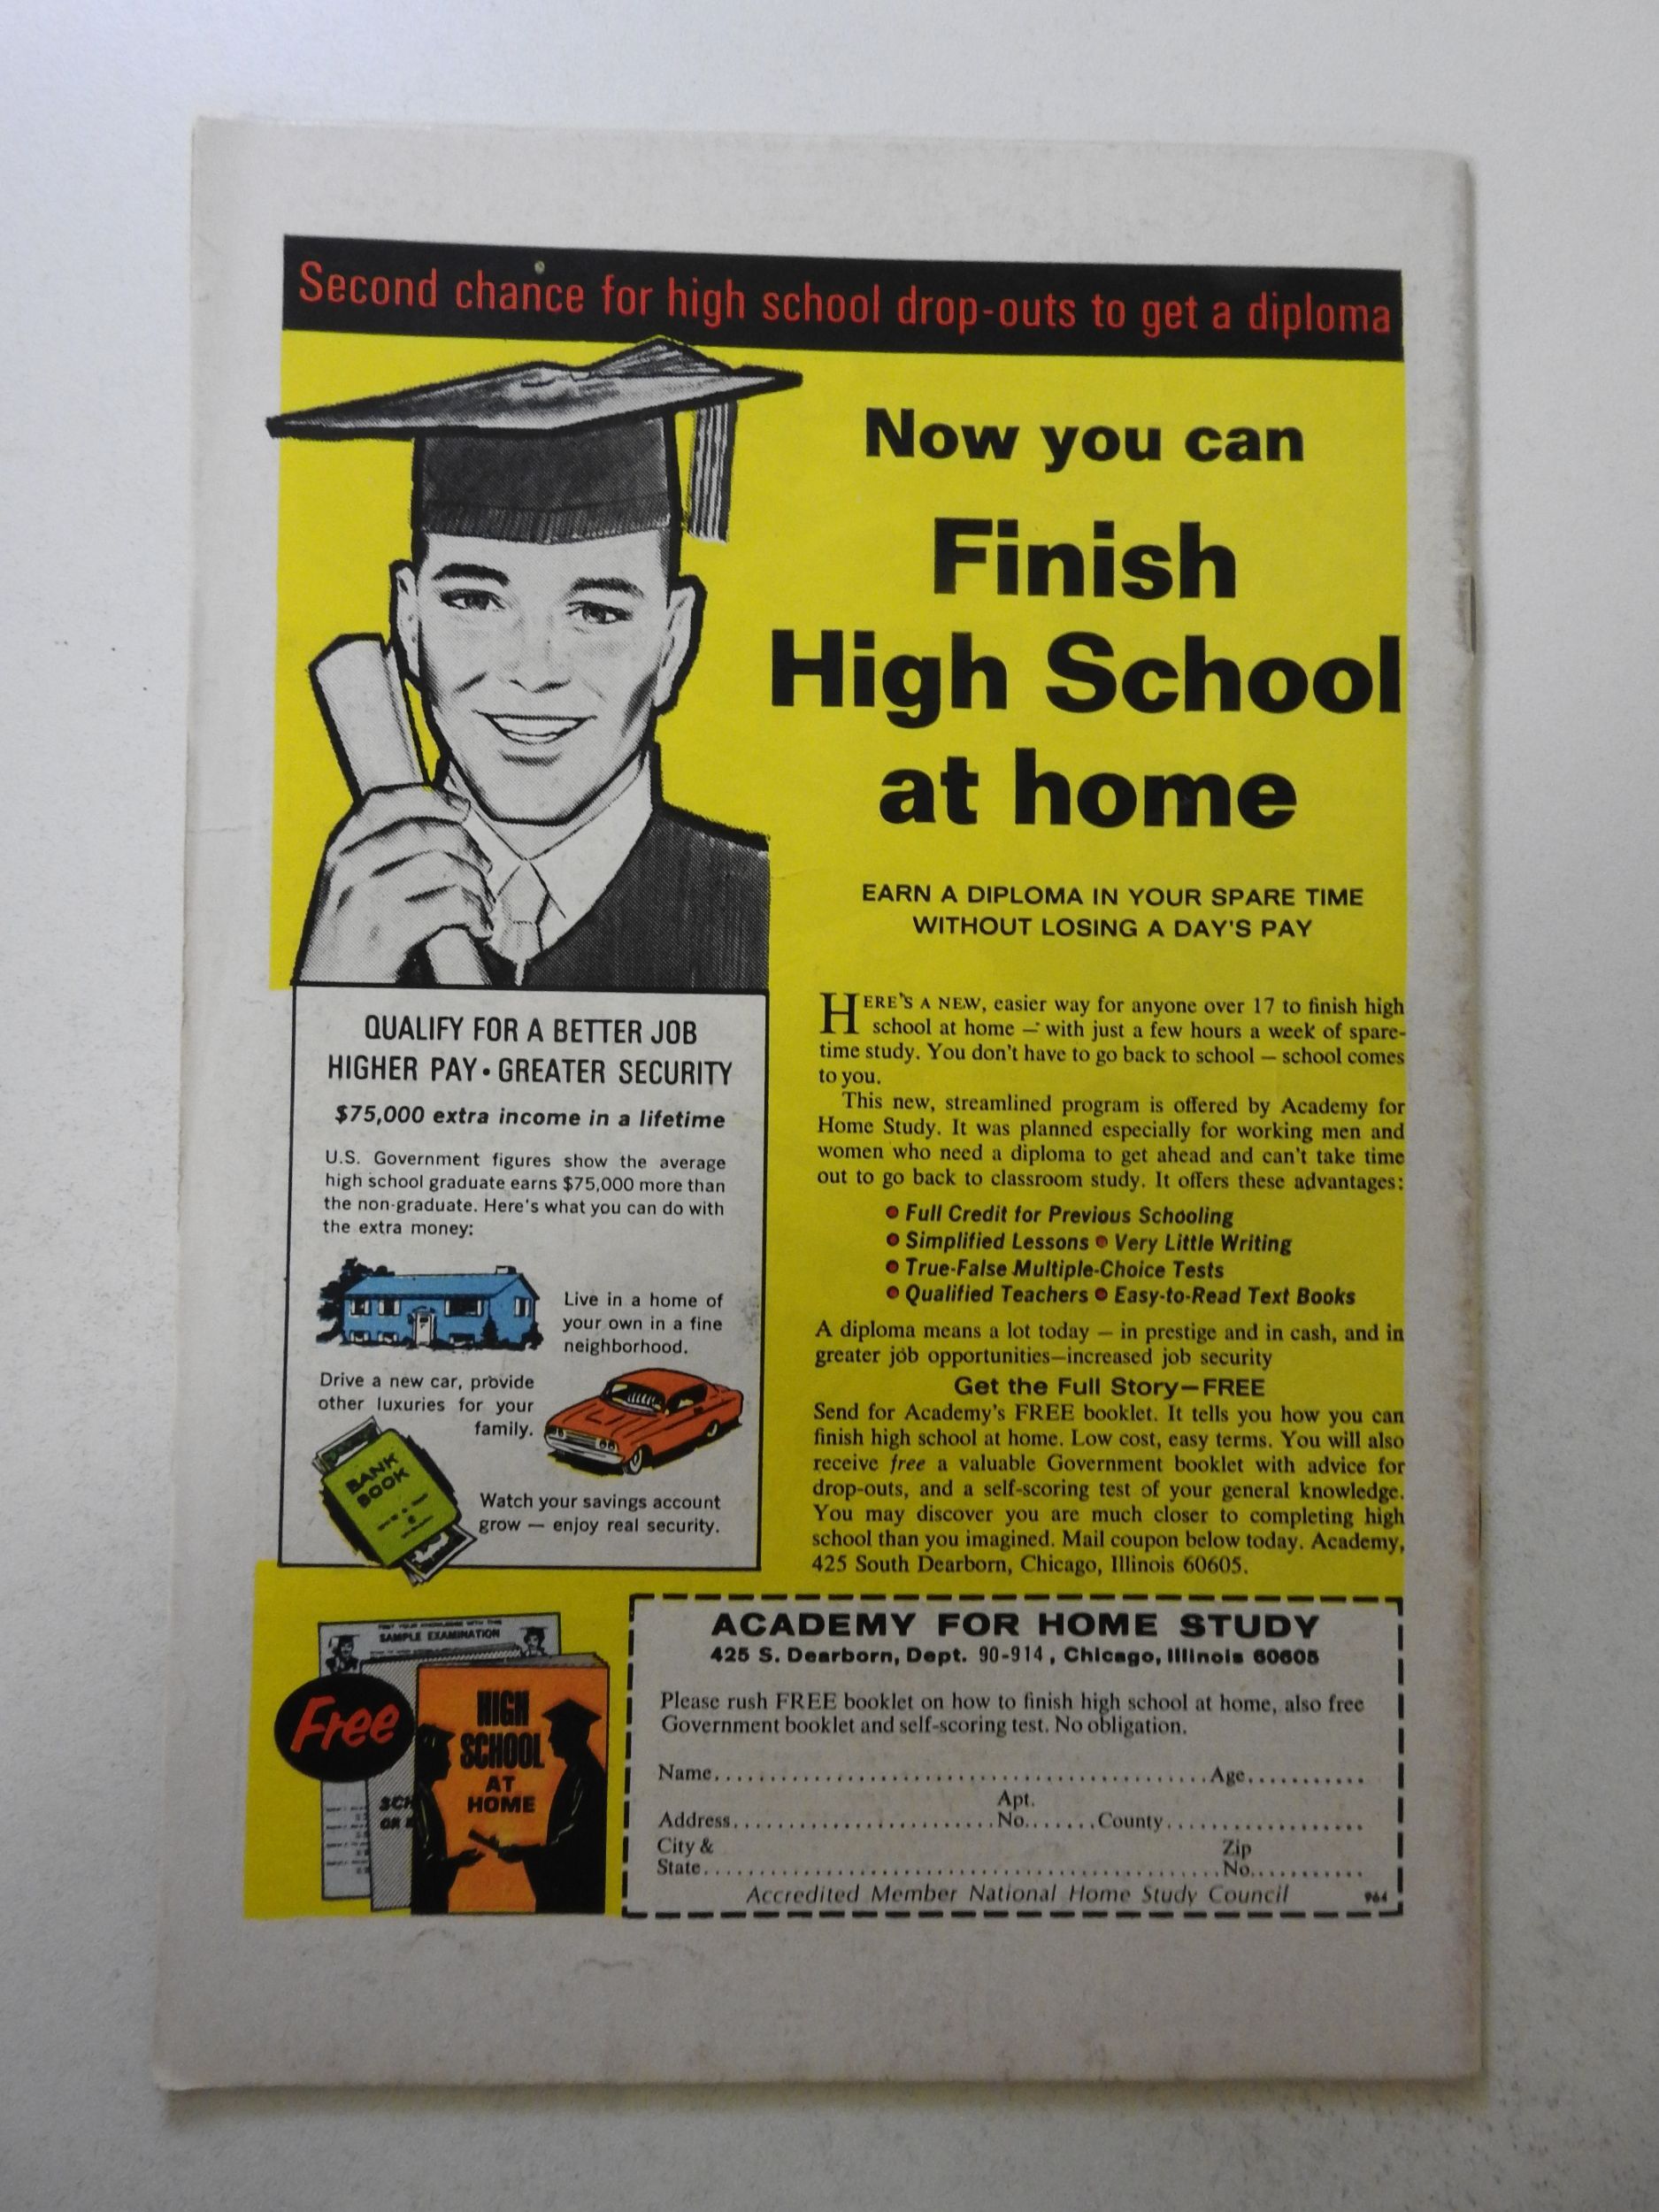 Second chance for high school drop-outs to get a diploma
Now you can
Finish
High School
at home
EARN A DIPLOMA IN YOUR SPARE TIME
WITHOUT LOSING A DAY'S PAY
QUALIFY FOR A BETTER JOB
HIGHER PAY • GREATER SECURITY
$75,000 extra income in a lifetime
U.S. Government figures show the average
high school graduate earns $75,000 more than
the non-graduate. Here's what you can do with
the extra money:
Live in a home of
your own in a fine
neighborhood.
Drive a new car, provide
other luxuries for your
family.
BANK
BOOK
Watch your savings account
grow — enjoy real security.
HERE'S A NEW, easier way for anyone over 17 to finish high
school at home — with just a few hours a week of spare-
time study. You don't have to go back to school — school comes
to you.
This new, streamlined program is offered by Academy for
Home Study. It was planned especially for working men and
women who need a diploma to get ahead and can't take time
out to go back to classroom study. It offers these advantages:
• Full Credit for Previous Schooling
• Simplified Lessons • Very Little Writing
• True-False Multiple-Choice Tests
• Qualified Teachers • Easy-to-Read Text Books
A diploma means a lot today — in prestige and in cash, and in
greater job opportunities—increased job security
Get the Full Story—FREE
Send for Academy's FREE booklet. It tells you how you can
finish high school at home. Low cost, easy terms. You will also
receive free a valuable Government booklet with advice for
drop-outs, and a self-scoring test of your general knowledge.
You may discover you are much closer to completing high
school than you imagined. Mail coupon below today. Academy,
425 South Dearborn, Chicago, Illinois 60605.
SAMPLE EXAMINATION
Free
HIGH
SCHOOL
AT
HOME
SCH
OR
ACADEMY FOR HOME STUDY
425 S. Dearborn, Dept. 90-914, Chicago, Illinois 60605
Please rush FREE booklet on how to finish high school at home, also free
Government booklet and self-scoring test. No obligation.
Name.................................................Age...........
Apt.
Address..........................No.......County....................
City &
Zip
State...................................................No...........
Accredited Member National Home Study Council
964